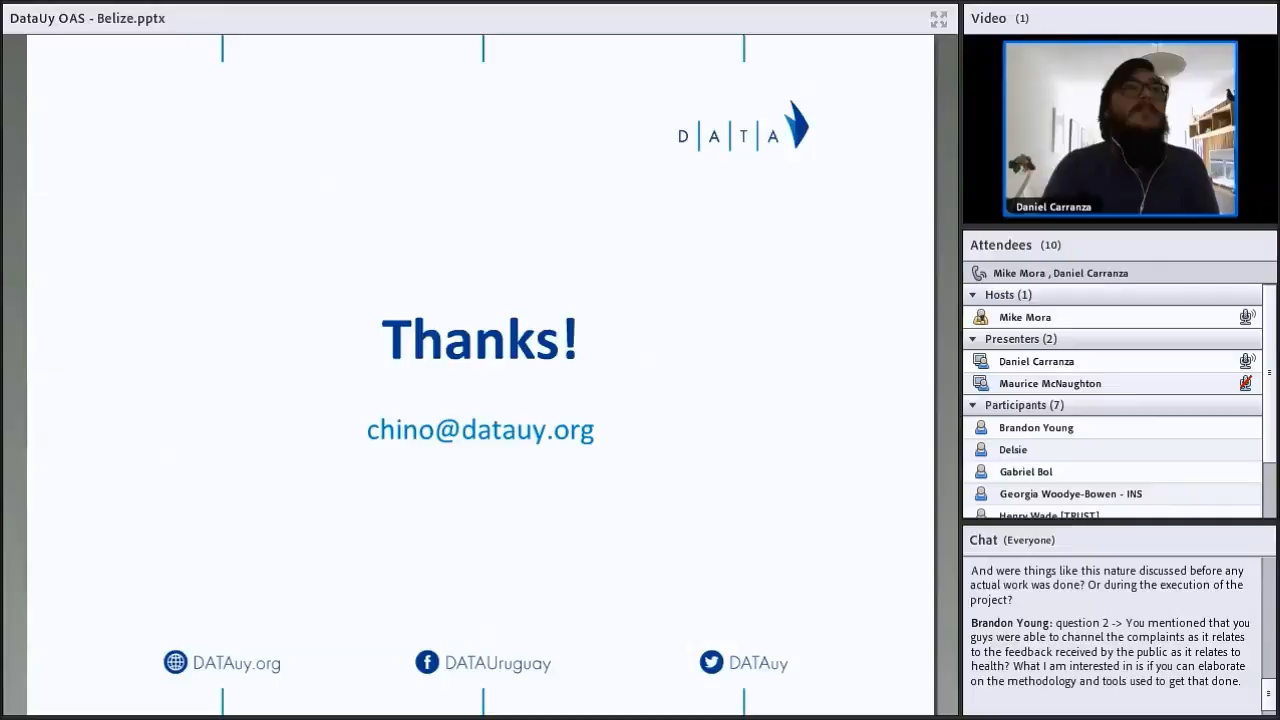 DataUy OAS - Belize.pptx
D|A|T|A
Thanks!
chino@datauy.org
DATAuy.org
DATAUruguay
DATAuy
Video (1)
Daniel Carranza
Attendees (10)
Mike Mora , Daniel Carranza
Hosts (1)
Mike Mora
Presenters (2)
Daniel Carranza
Maurice McNaughton
Participants (7)
Brandon Young
Delsie
Gabriel Bol
Georgia Woodye-Bowen - INS
Henry Wade [TRUST]
Chat (Everyone)
And were things like this nature discussed before any
actual work was done? Or during the execution of the
project?
Brandon Young: question 2 -> You mentioned that you
guys were able to channel the complaints as it relates
to the feedback received by the public as it relates to
health? What I am interested in is if you can elaborate
on the methodology and tools used to get that done.